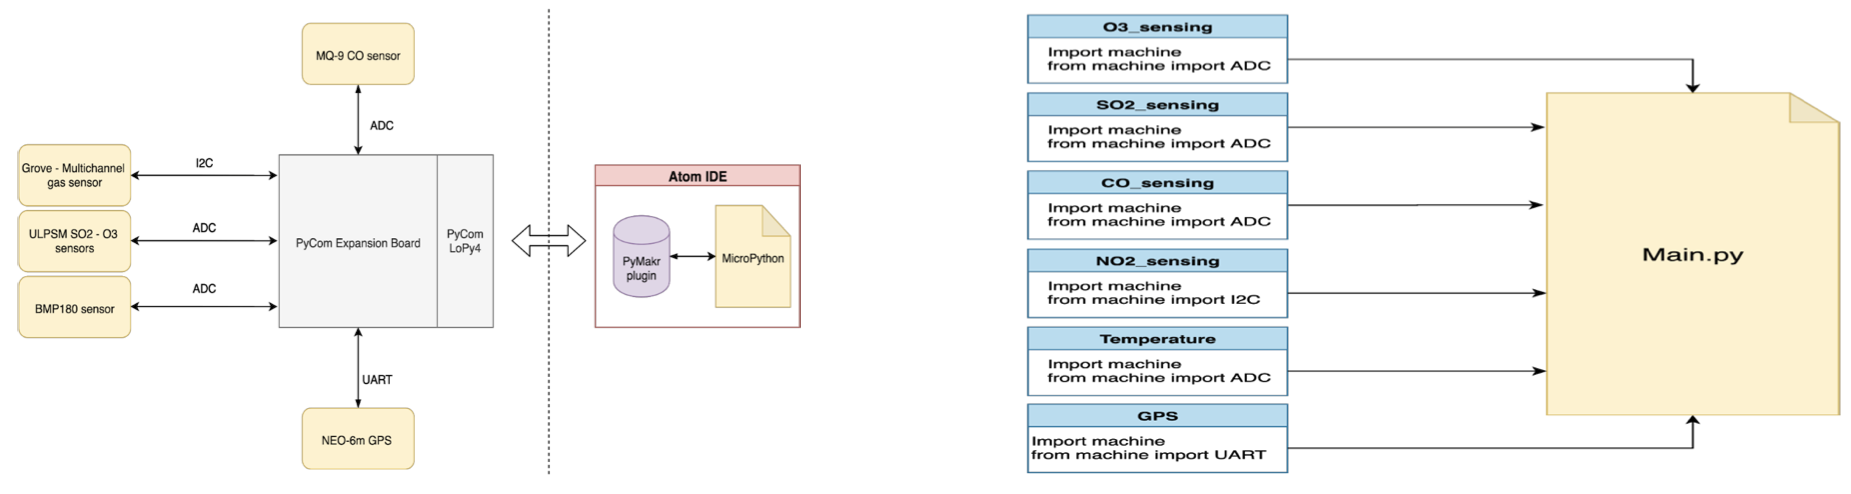 MQ-9 CO sensor
ADC
Grove - Multichannel
gas sensor
I2C
ULPSM SO2 - O3
sensors
ADC
BMP180 sensor
ADC
PyCom Expansion Board
PyCom
LoPy4
UART
NEO-6m GPS
Atom IDE
PyMakr
plugin
MicroPython
O3_sensing
Import machine
from machine import ADC
SO2_sensing
Import machine
from machine import ADC
CO_sensing
Import machine
from machine import ADC
NO2_sensing
Import machine
from machine import I2C
Temperature
Import machine
from machine import ADC
GPS
Import machine
from machine import UART
Main.py